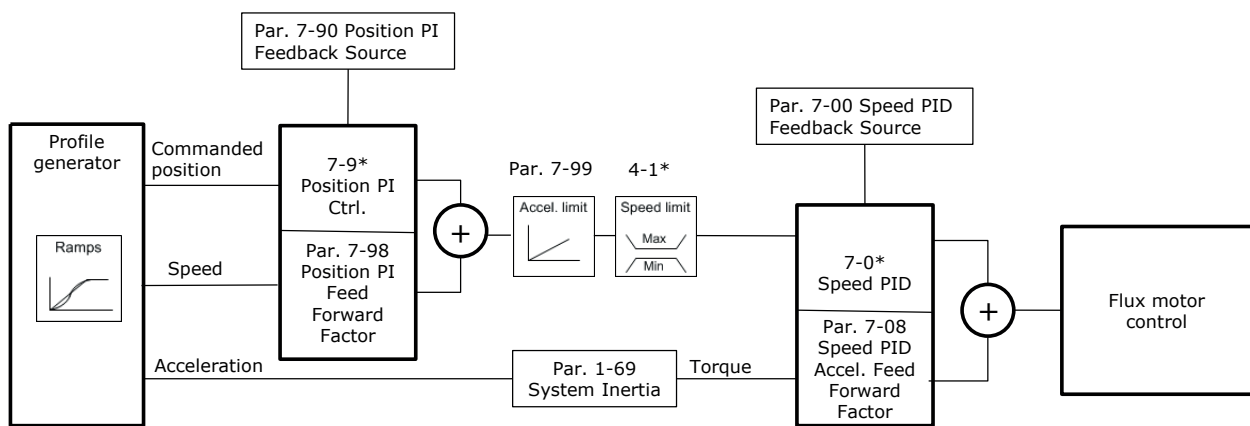 Par. 7-90 Position PI
Feedback Source
Par. 7-00 Speed PID
Feedback Source
Profile
generator
Ramps
Commanded
position
Speed
Acceleration
7-9*
Position PI
Ctrl.
Par. 7-98
Position PI
Feed
Forward
Factor
+
Par. 7-99
Accel. limit
4-1*
Speed limit
Max
Min
Par. 1-69
System Inertia
Torque
7-0*
Speed PID
Par. 7-08
Speed PID
Accel. Feed
Forward
Factor
+
Flux motor
control